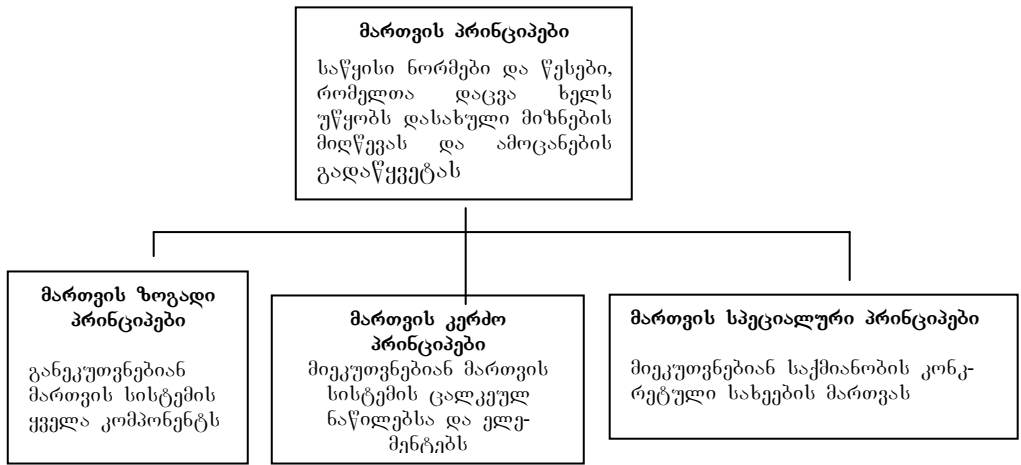 მართვის პრინციპები
საწყისი ნორმები და წესები,
რომელთა დაცვა ხელს
უწყობს დასახული მიზნების
მიღწევას და ამოცანების
გადაწყვეტას
მართვის ზოგადი
პრინციპები
განეკუთვნებიან
მართვის სისტემის
ყველა კომპონენტს
მართვის კერძო
პრინციპები
მიეკუთვნებიან მართვის
სისტემის ცალკეულ
ნაწილებსა და ელე-
მენტებს
მართვის სპეციალური პრინციპები
მიეკუთვნებიან საქმიანობის კონკ-
რეტული სახეების მართვას